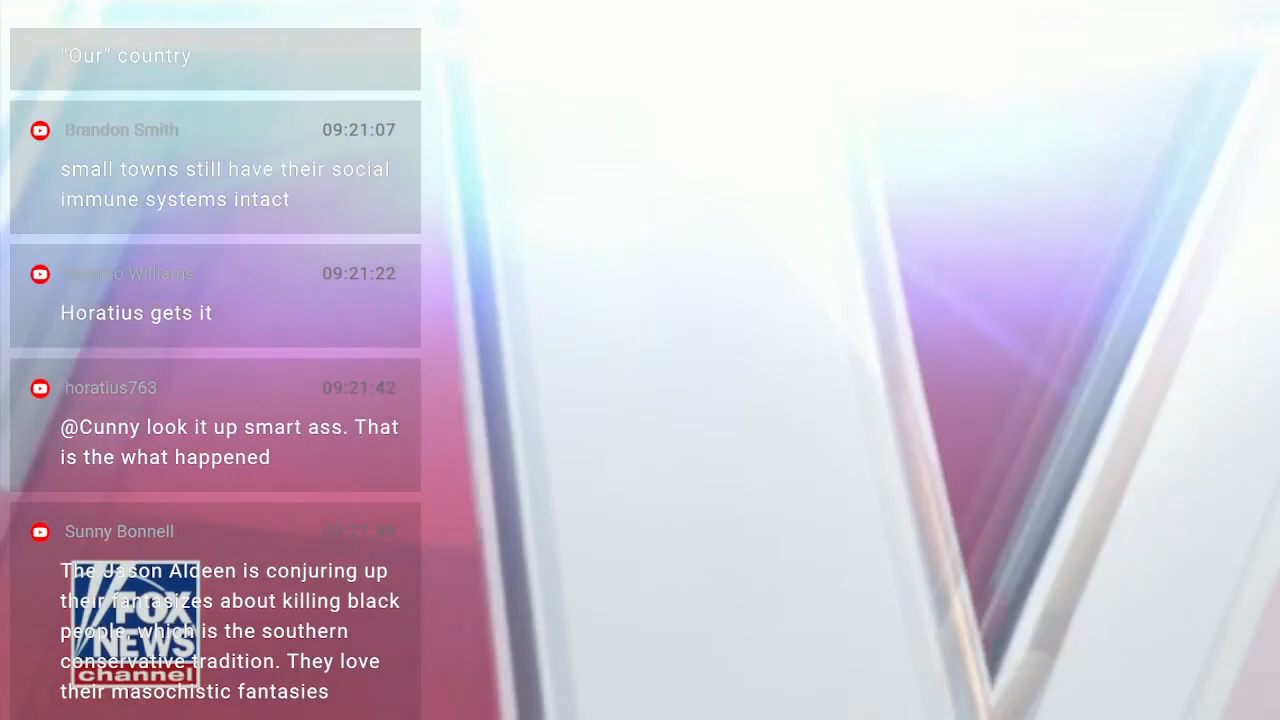 “Our” country
Brandon Smith 09:21:07
small towns still have their social
immune systems intact
Williams 09:21:22
Horatius gets it
horatius763 09:21:42
@Cunny look it up smart ass. That
is the what happened
Sunny Bonnell
The Jason Aldeen is conjuring up
their fantasizes about killing black
people, which is the southern
conservative tradition. They love
their masochistic fantasies
FOX
NEWS
channel